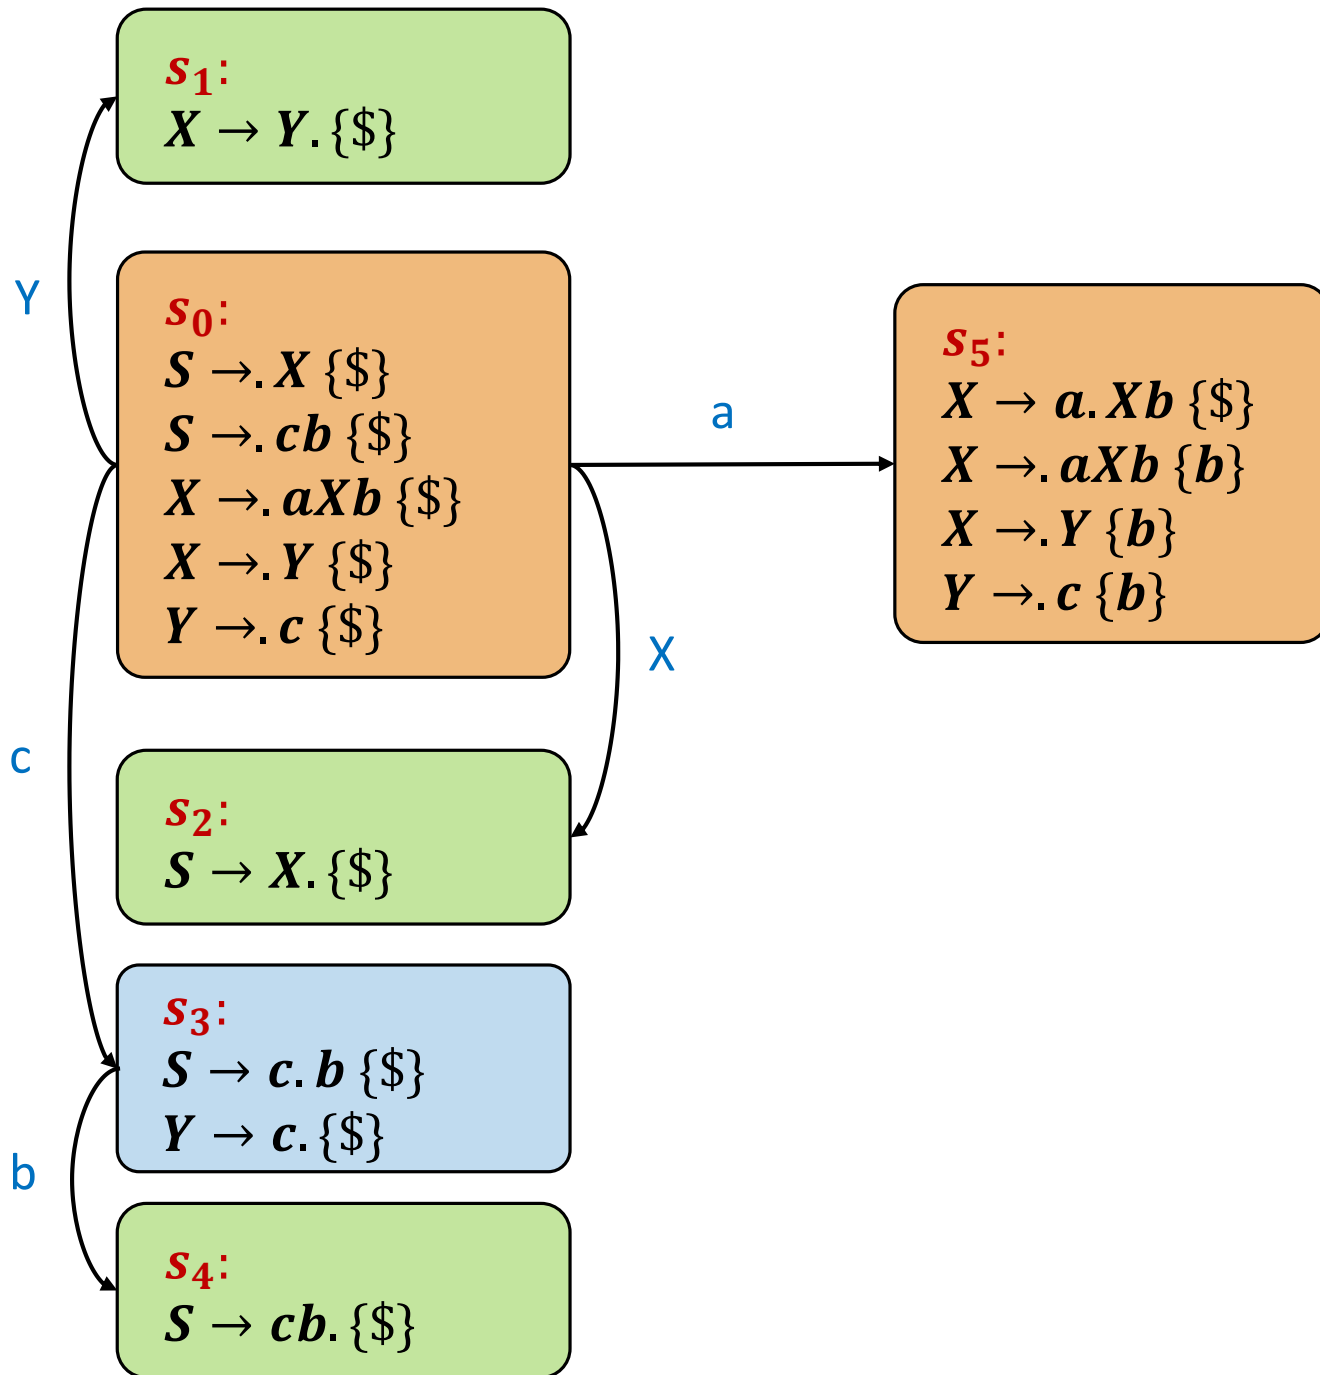 s₁:
X → Y. {$}
Y
s₀:
S →. X {$}
S →. cb {$}
X →. aXb {$}
X →. Y {$}
Y →. c {$}
a
s₅:
X → a. Xb {$}
X →. aXb {b}
X →. Y {b}
Y →. c {b}
X
c
s₂:
S → X. {$}
s₃:
S → c. b {$}
Y → c. {$}
b
s₄:
S → cb. {$}